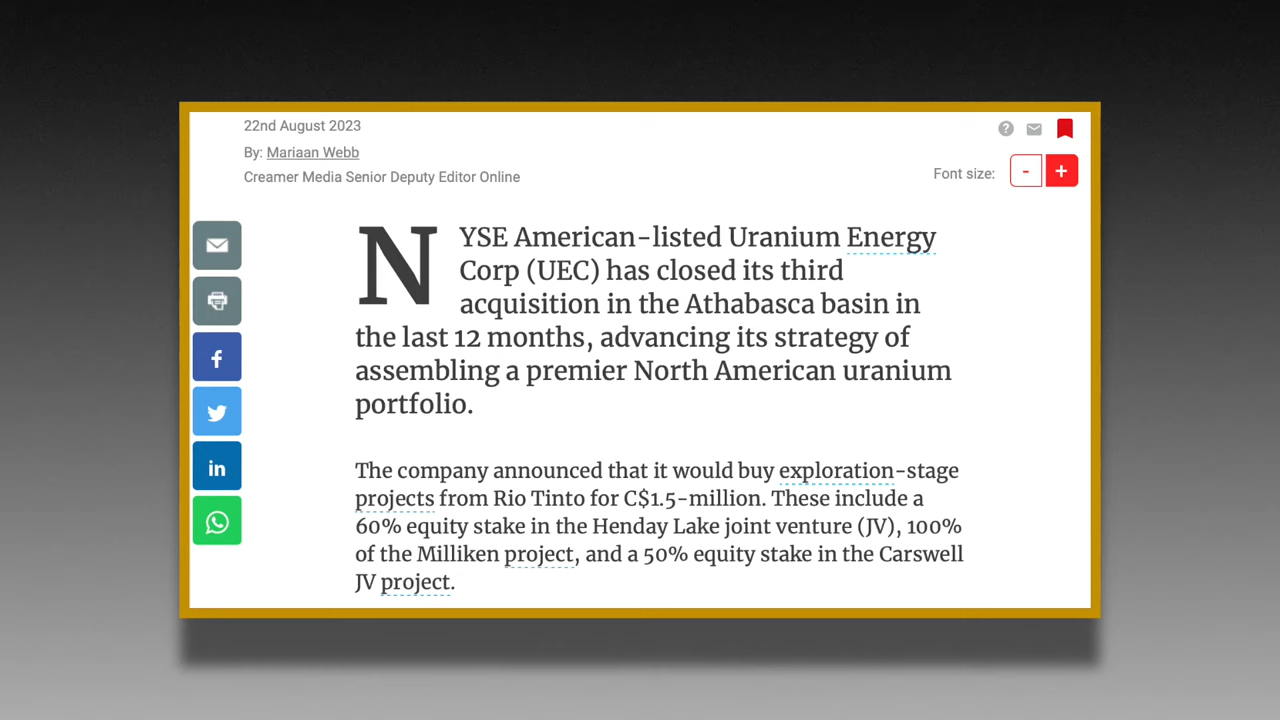 22nd August 2023
By: Mariaan Webb
Creamer Media Senior Deputy Editor Online
Font size: - +
NYSE American-listed Uranium Energy
Corp (UEC) has closed its third
acquisition in the Athabasca basin in
the last 12 months, advancing its strategy of
assembling a premier North American uranium
portfolio.
The company announced that it would buy exploration-stage
projects from Rio Tinto for C$1.5-million. These include a
60% equity stake in the Henday Lake joint venture (JV), 100%
of the Milliken project, and a 50% equity stake in the Carswell
JV project.